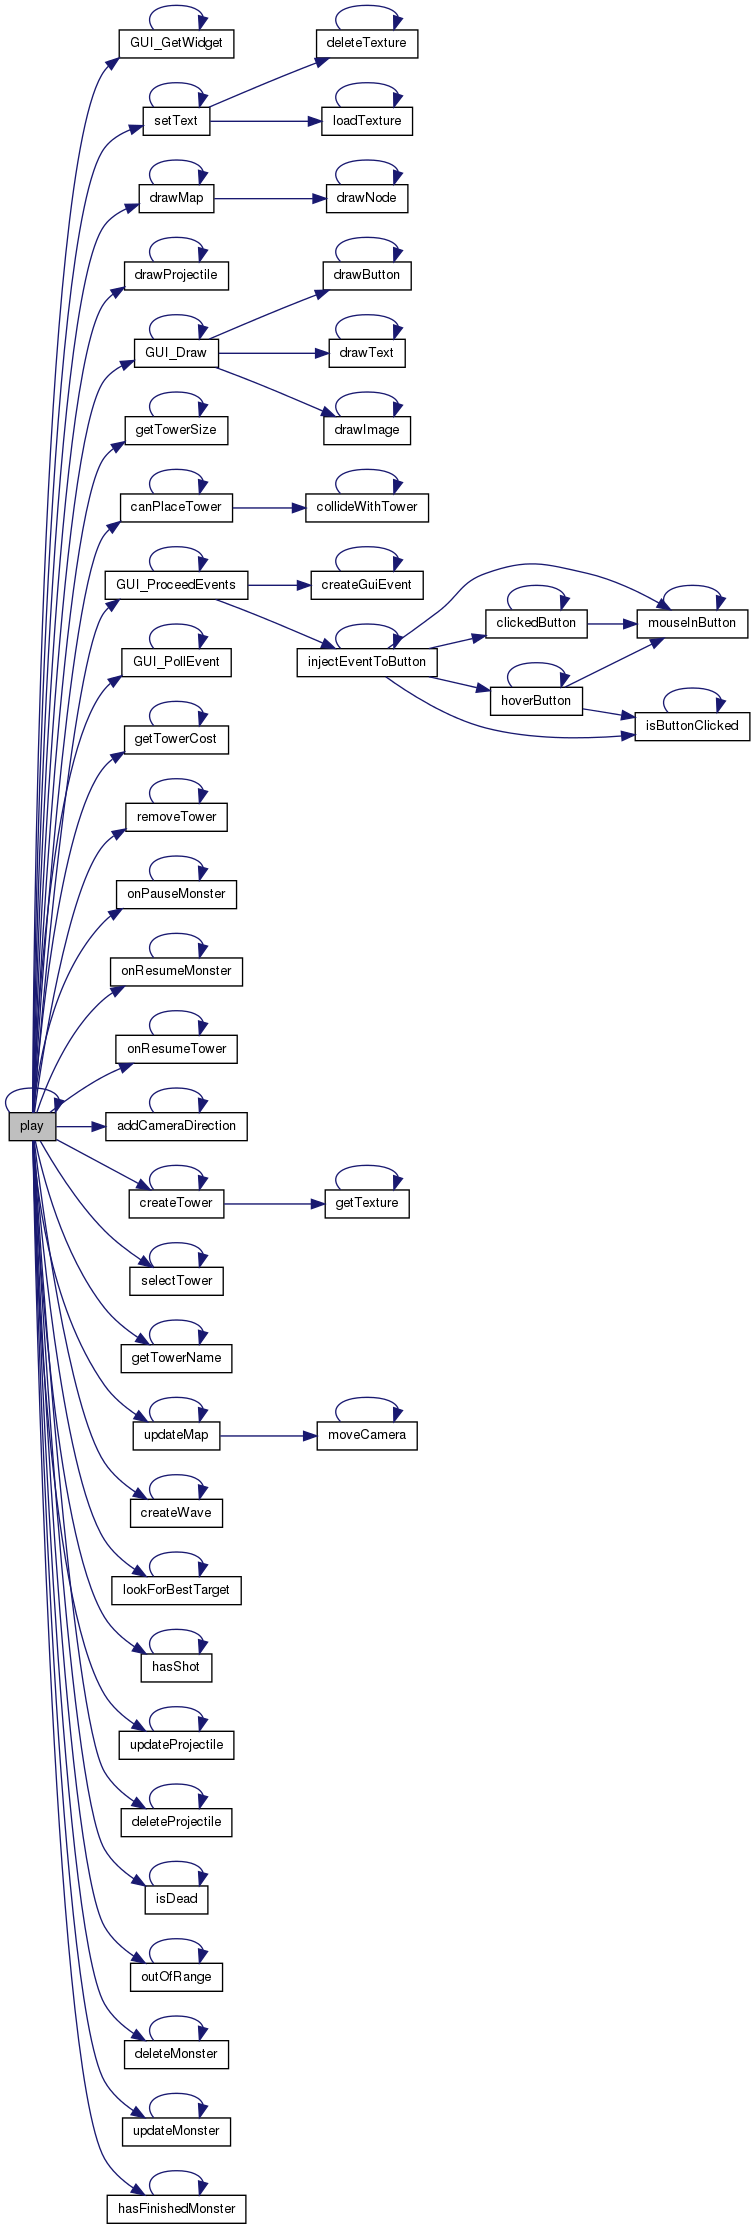 GUI_GetWidget
deleteTexture
setText
loadTexture
drawMap
drawNode
drawProjectile
drawButton
GUI_Draw
drawText
getTowerSize
drawImage
canPlaceTower
collideWithTower
GUI_ProceedEvents
createGuiEvent
clickedButton
mouseInButton
GUI_PollEvent
injectEventToButton
hoverButton
isButtonClicked
getTowerCost
removeTower
onPauseMonster
onResumeMonster
onResumeTower
play
addCameraDirection
createTower
getTexture
selectTower
getTowerName
updateMap
moveCamera
createWave
lookForBestTarget
hasShot
updateProjectile
deleteProjectile
isDead
outOfRange
deleteMonster
updateMonster
hasFinishedMonster